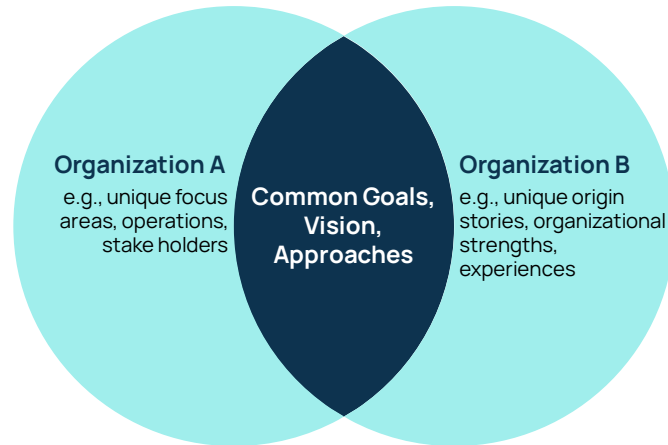 Organization A
e.g., unique focus
areas, operations,
stake holders
Common Goals,
Vision,
Approaches
Organization B
e.g., unique origin
stories, organizational
strengths,
experiences